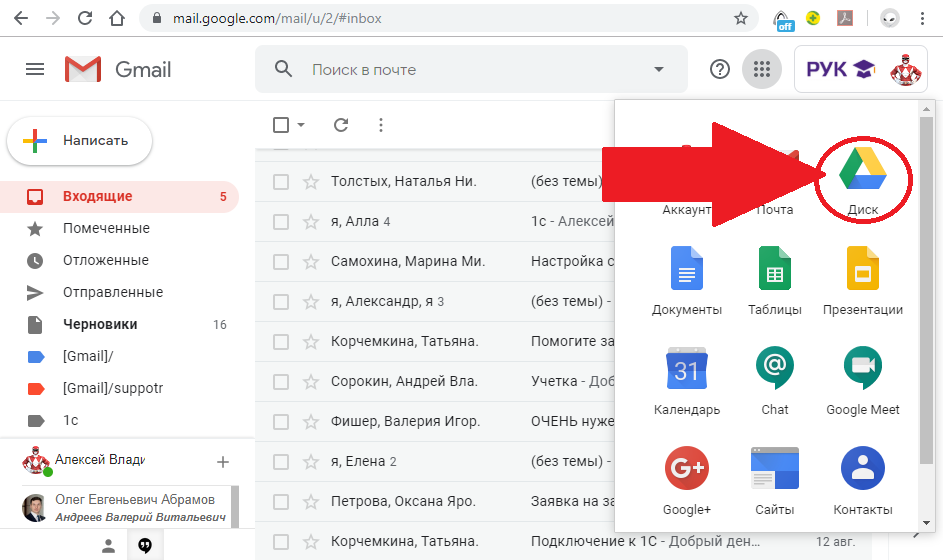 mail.google.com/mail/u/2/#inbox
off
Gmail
Поиск в почте
РУК
Написать
Входящие 5
Помеченные
Отложенные
Отправленные
Черновики 16
[Gmail]/
[Gmail]/suppotr
1c
Алексей Влади
Олег Евгеньевич Абрамов
Андреев Валерий Витальевич
Толстых, Наталья Ни. (без темы)
я, Алла 4 1с - Алексей
Самохина, Марина Ми. Настройка с
я, Александр, я 3 (без темы) -
Корчемкина, Татьяна. Помогите за
Сорокин, Андрей Вла. Учетка - Доб
Фишер, Валерия Игор. ОЧЕНЬ нуже
я, Елена 2 (без темы) -
Петрова, Оксана Яро. Заявка на за
Корчемкина, Татьяна. Подключение к 1С - Добрый ден... 12 авг.
Аккаунт Почта Диск
Документы Таблицы Презентации
31
Календарь Chat Google Meet
G+
Google+ Сайты Контакты